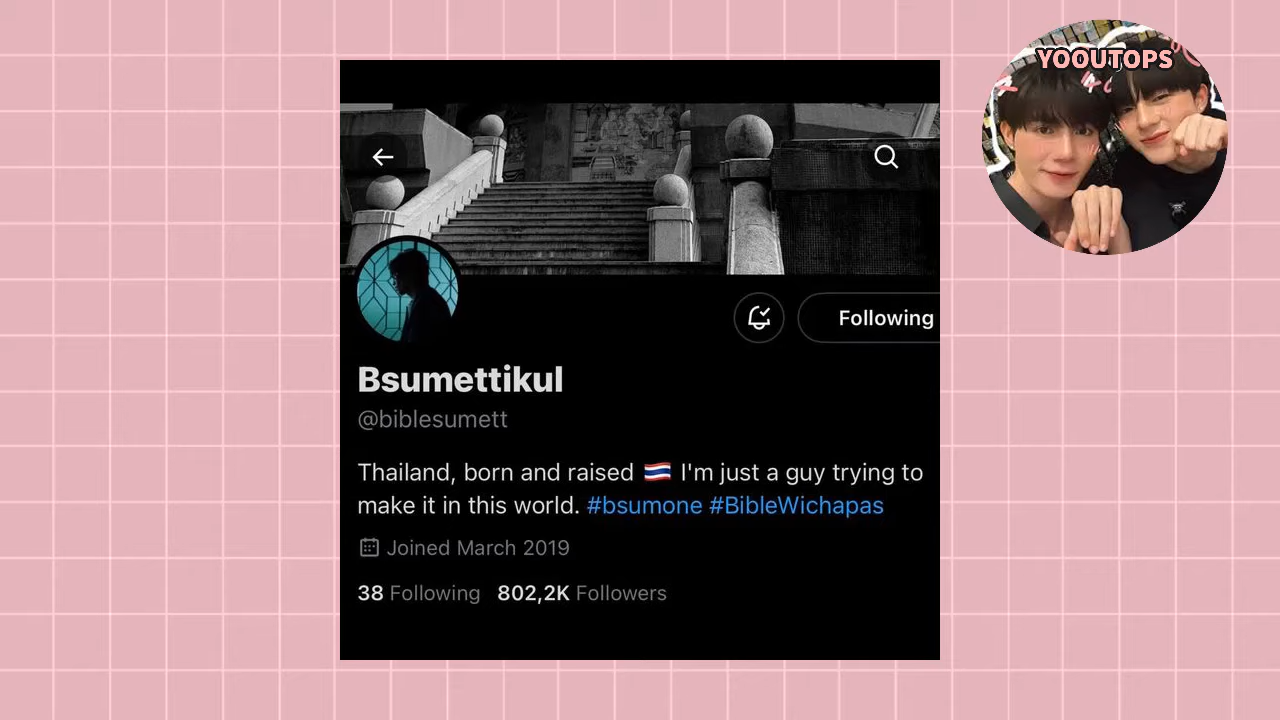 YOOUTOPS
Following
Bsumettikul
@biblesumett
Thailand, born and raised 🇹🇭 I'm just a guy trying to
make it in this world. #bsumone #BibleWichapas
Joined March 2019
38 Following 802,2K Followers